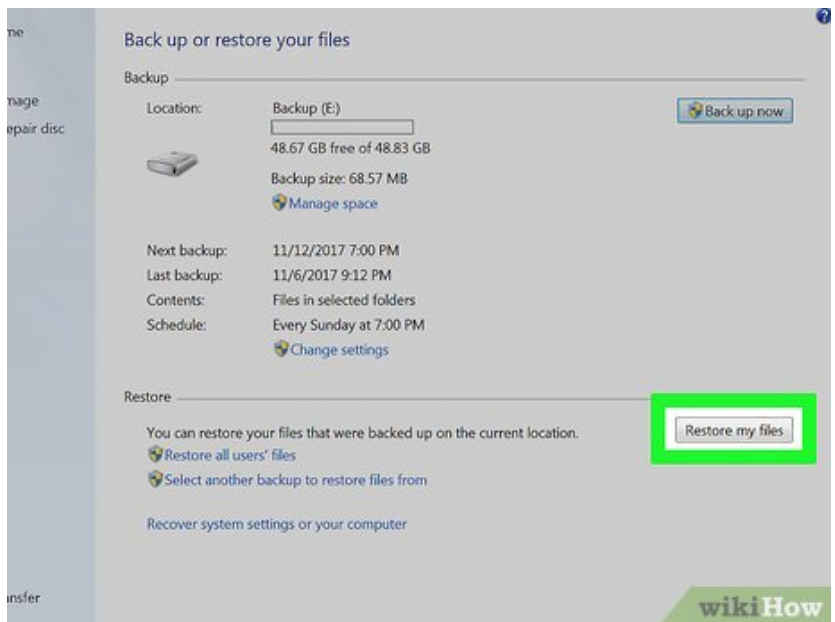 me
Back up or restore your files
Backup
mage
Location:
Backup (E:)
Back up now
epair disc
48.67 GB free of 48.83 GB
Backup size: 68.57 MB
Manage space
Next backup:
11/12/2017 7:00 PM
Last backup:
11/6/2017 9:12 PM
Contents:
Files in selected folders
Schedule:
Every Sunday at 7:00 PM
Change settings
Restore
You can restore your files that were backed up on the current location.
Restore my files
Restore all users' files
Select another backup to restore files from
Recover system settings or your computer
ansfer
wikiHow